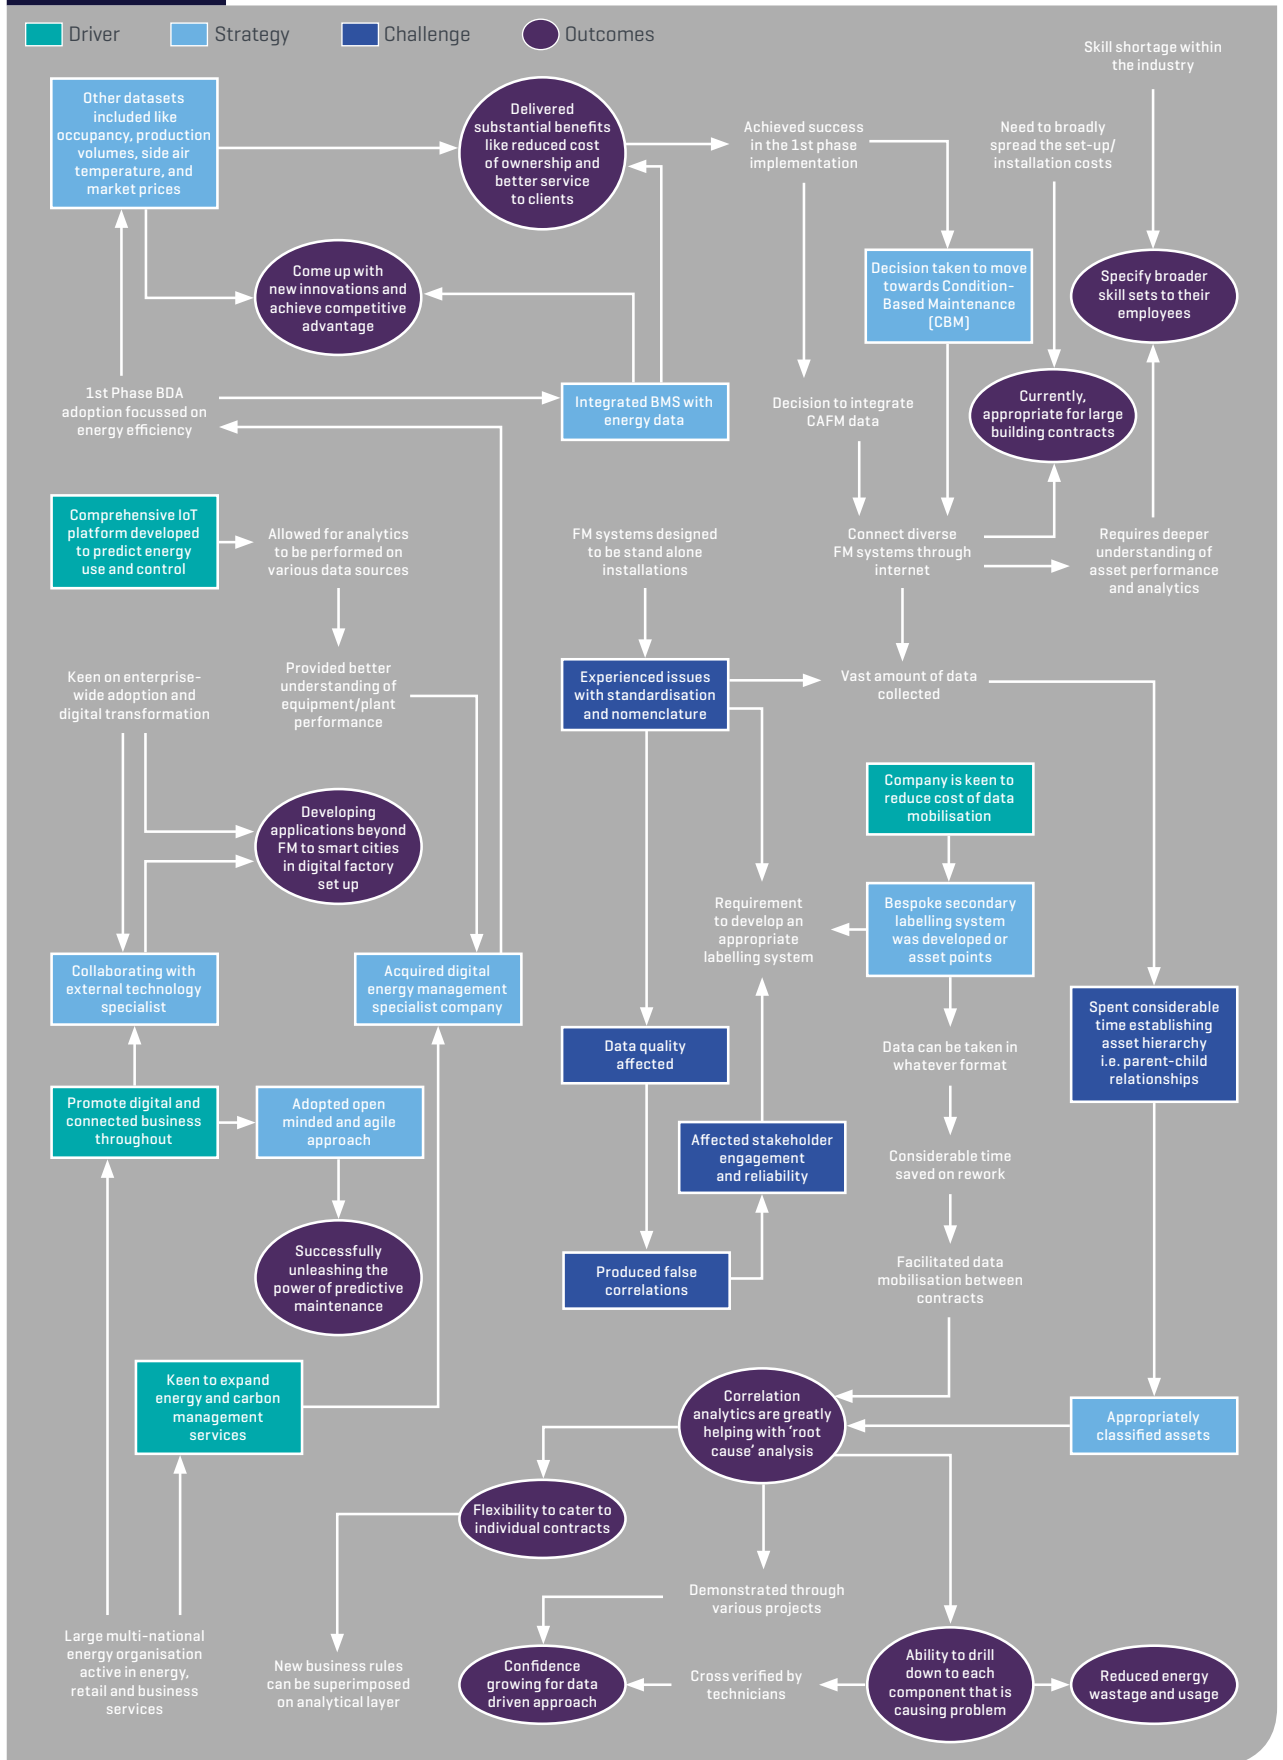 Driver
Strategy
Challenge
Outcomes
Skill shortage within
the industry
Other datasets
included like
occupancy, production
volumes, side air
temperature, and
market prices
Delivered
substantial benefits
like reduced cost
of ownership and
better service
to clients
Achieved success
in the 1st phase
implementation
Need to broadly
spread the set-up/
installation costs
Come up with
new innovations and
achieve competitive
advantage
Decision taken to move
towards Condition-
Based Maintenance
(CBM)
Specify broader
skill sets to their
employees
1st Phase BDA
adoption focussed on
energy efficiency
Integrated BMS with
energy data
Decision to integrate
CAFM data
Currently,
appropriate for large
building contracts
Comprehensive IoT
platform developed
to predict energy
use and control
Allowed for analytics
to be performed on
various data sources
FM systems designed
to be stand alone
installations
Connect diverse
FM systems through
internet
Requires deeper
understanding of
asset performance
and analytics
Keen on enterprise-
wide adoption and
digital transformation
Provided better
understanding of
equipment/plant
performance
Experienced issues
with standardisation
and nomenclature
Vast amount of data
collected
Company is keen to
reduce cost of data
mobilisation
Developing
applications beyond
FM to smart cities
in digital factory
set up
Requirement
to develop an
appropriate
labelling system
Bespoke secondary
labelling system
was developed or
asset points
Collaborating with
external technology
specialist
Acquired digital
energy management
specialist company
Spent considerable
time establishing
asset hierarchy
i.e. parent-child
relationships
Data quality
affected
Data can be taken in
whatever format
Promote digital and
connected business
throughout
Adopted open
minded and agile
approach
Affected stakeholder
engagement
and reliability
Considerable time
saved on rework
Successfully
unleashing the
power of predictive
maintenance
Produced false
correlations
Facilitated data
mobilisation between
contracts
Keen to expand
energy and carbon
management
services
Correlation
analytics are greatly
helping with ‘root
cause’ analysis
Appropriately
classified assets
Flexibility to cater to
individual contracts
Demonstrated through
various projects
Large multi-national
energy organisation
active in energy,
retail and business
services
New business rules
can be superimposed
on analytical layer
Confidence
growing for data
driven approach
Cross verified by
technicians
Ability to drill
down to each
component that is
causing problem
Reduced energy
wastage and usage